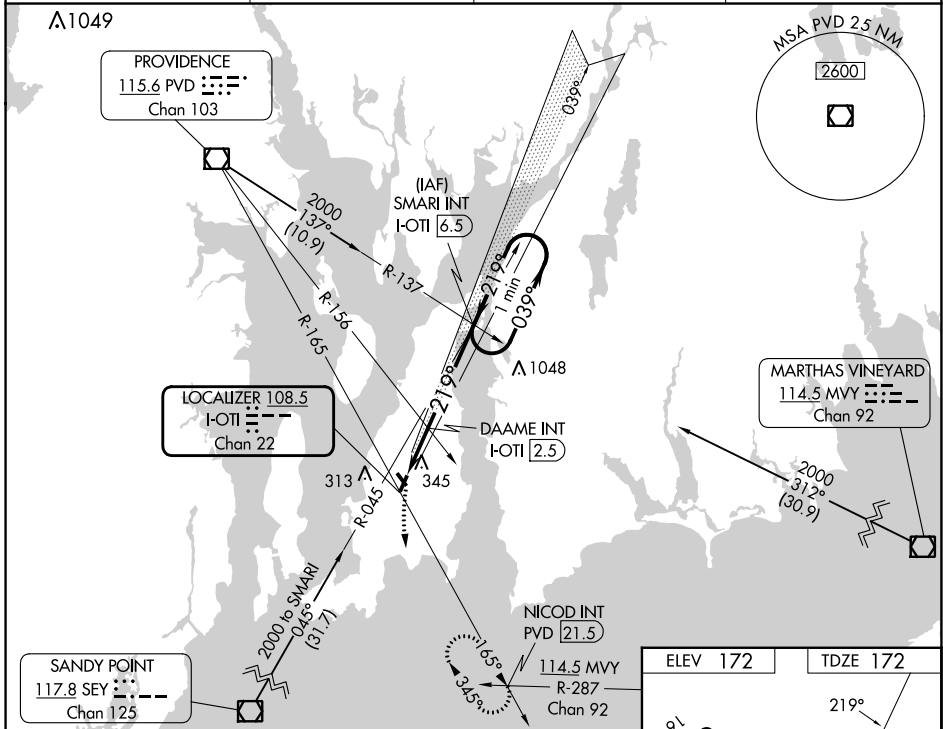 1049
PROVIDENCE
115.6 PVD
Chan 103
MSA PVD 25 NM
2600
039°
(IAF)
SMARI INT
I-OTI 6.5
2000
137°
(10.9)
R-137
R-156
R-165
219°
1 min
039°
1048
219°
LOCALIZER 108.5
I-OTI
Chan 22
DAAME INT
I-OTI 2.5
MARTHAS VINEYARD
114.5 MVY
Chan 92
313
345
R-045
2000
312°
(30.9)
2000 to SMARI
045°
(31.7)
NICOD INT
PVD 21.5
165°
345°
114.5 MVY
R-287
Chan 92
SANDY POINT
117.8 SEY
Chan 125
ELEV 172
TDZE 172
219°
16